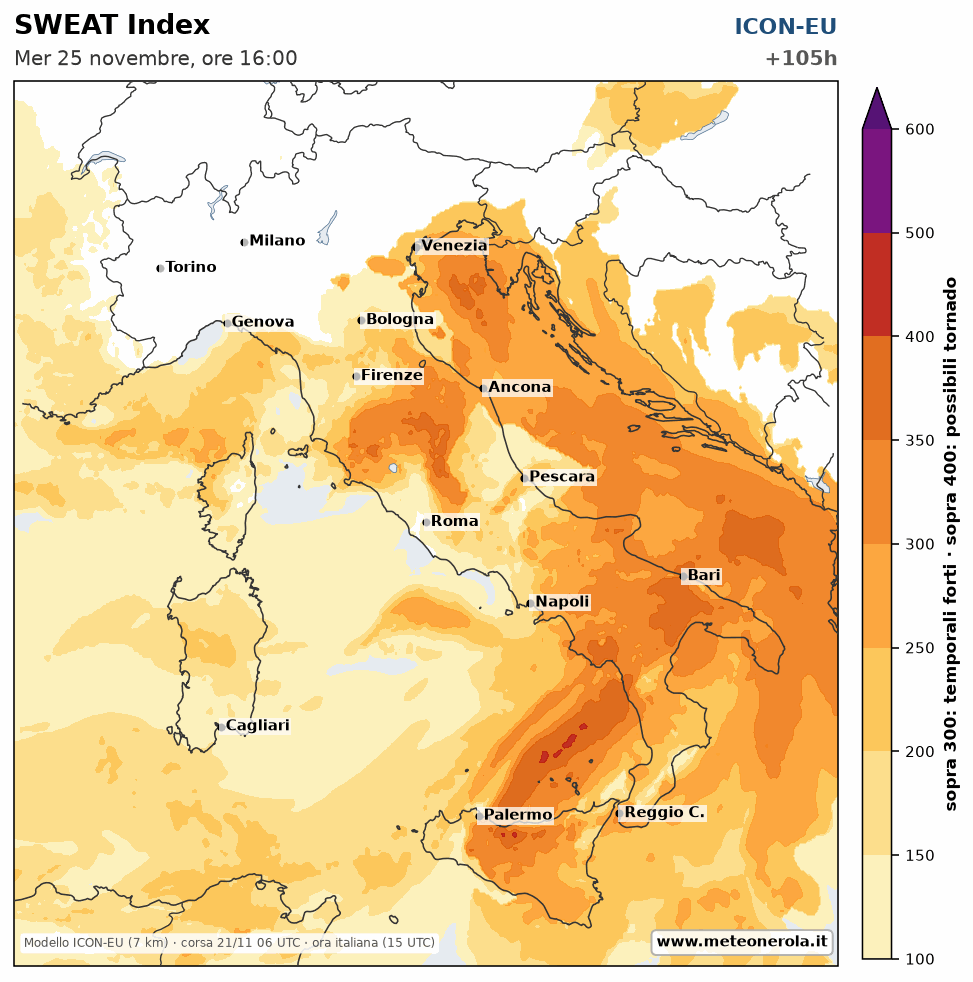 SWEAT Index
ICON-EU
Mer 25 novembre, ore 16:00
+105h
Milano
Torino
Venezia
Genova
Bologna
Firenze
Ancona
Pescara
Roma
Bari
Napoli
Cagliari
Palermo
Reggio C.
Modello ICON-EU (7 km) · corsa 21/11 06 UTC · ora italiana (15 UTC)
www.meteonerola.it
600
500
400
350
300
250
200
150
100
sopra 300: temporali forti · sopra 400: possibili tornado